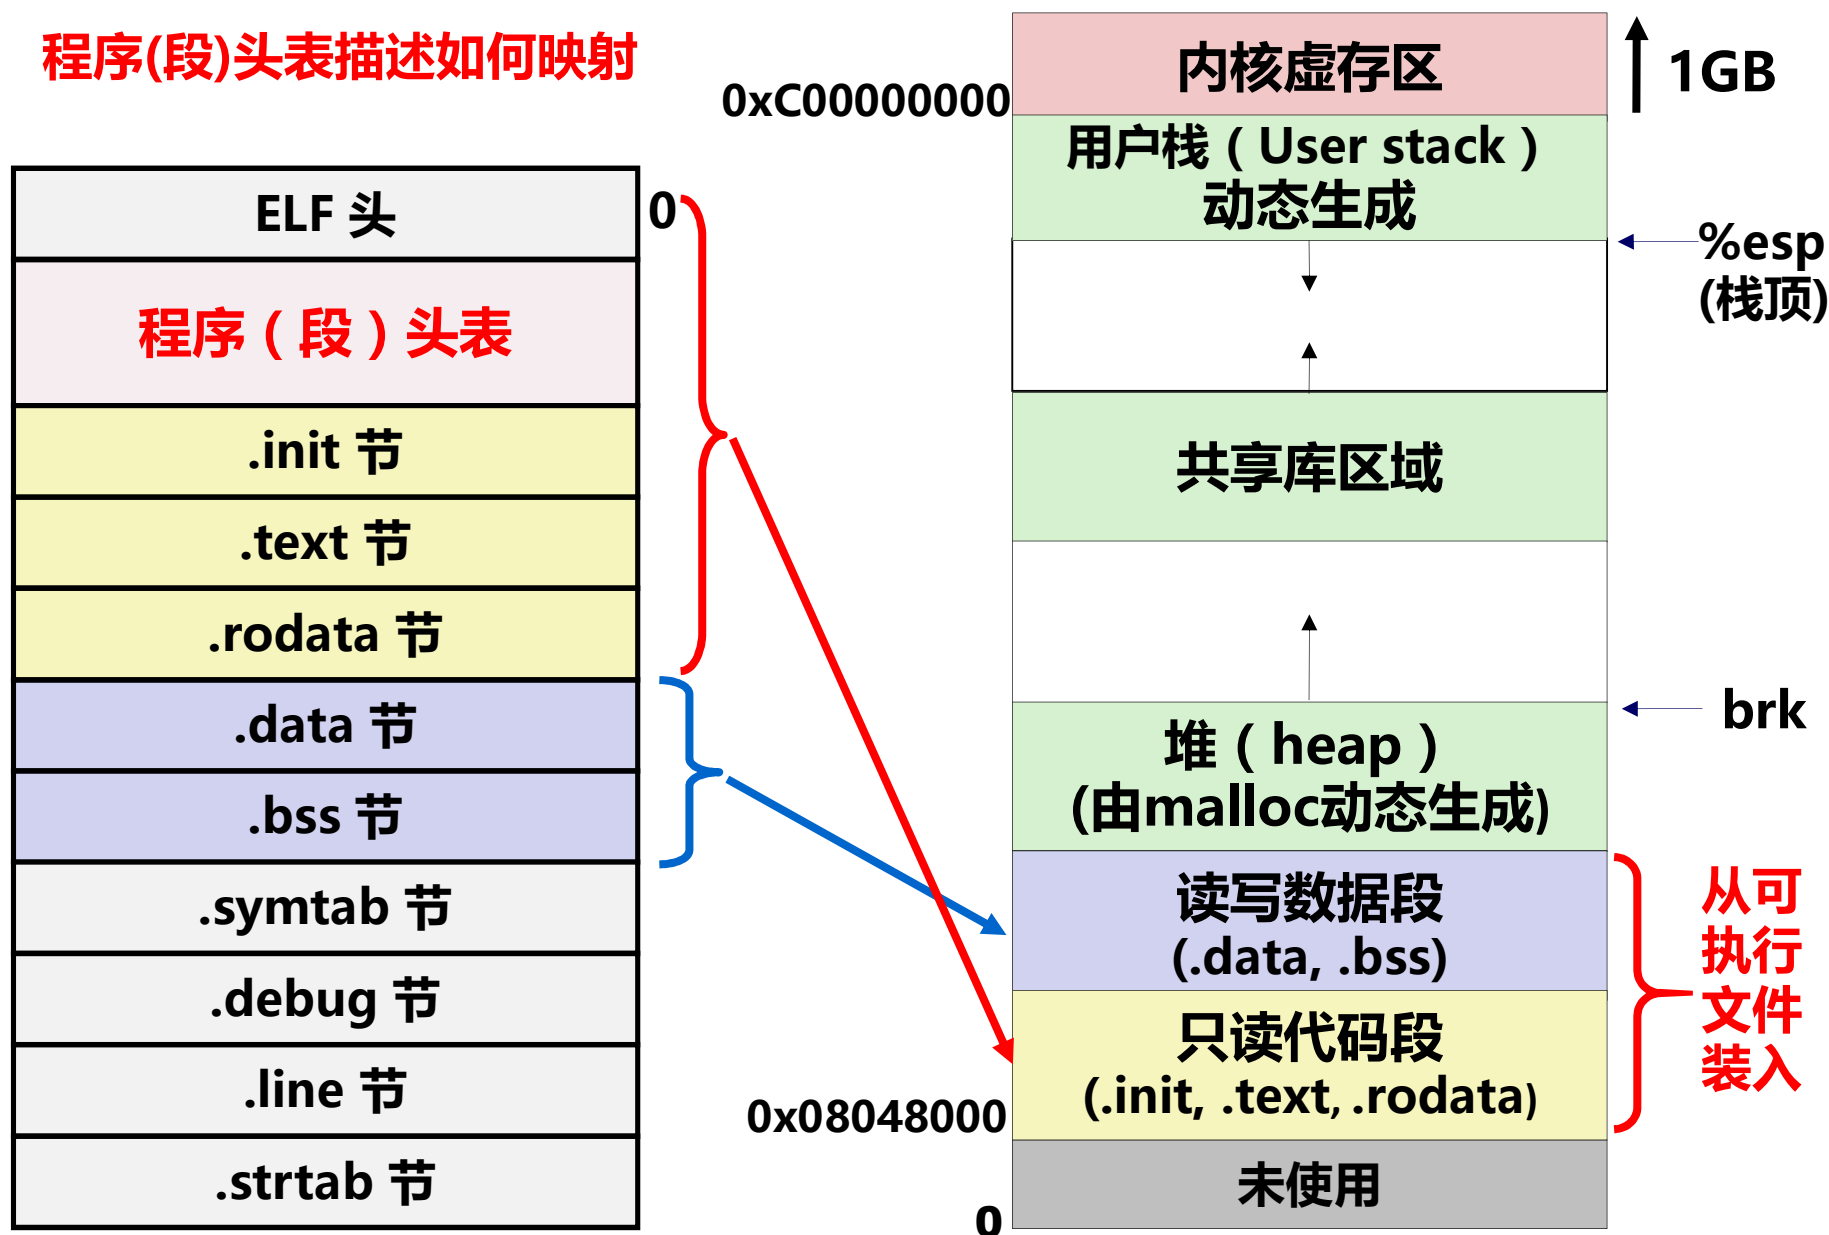 程序(段)头表描述如何映射
ELF 头
0
程序（段）头表
.init 节
.text 节
.rodata 节
.data 节
.bss 节
.symtab 节
.debug 节
.line 节
.strtab 节
0xC00000000
内核虚存区
1GB
用户栈（User stack）
动态生成
%esp
(栈顶)
共享库区域
brk
堆（heap）
(由malloc动态生成)
读写数据段
(.data, .bss)
只读代码段
(.init, .text, .rodata)
0x08048000
未使用
0
从可
执行
文件
装入